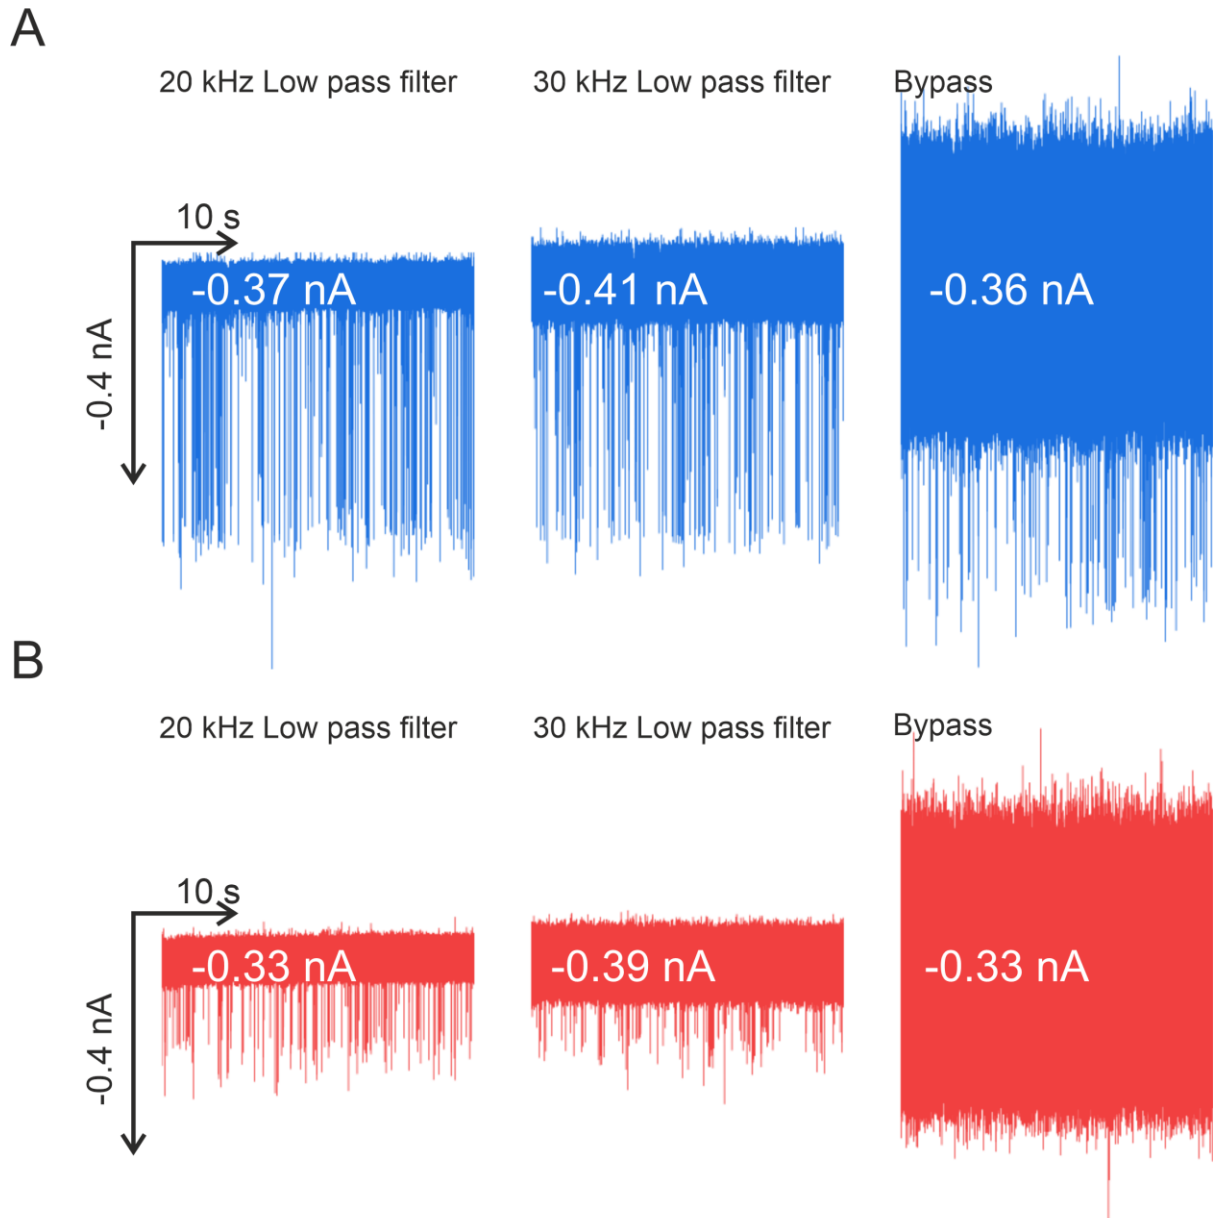 A
20 kHz Low pass filter
30 kHz Low pass filter
Bypass
10 s
-0.4 nA
-0.37 nA
-0.41 nA
-0.36 nA
B
20 kHz Low pass filter
30 kHz Low pass filter
Bypass
10 s
-0.4 nA
-0.33 nA
-0.39 nA
-0.33 nA